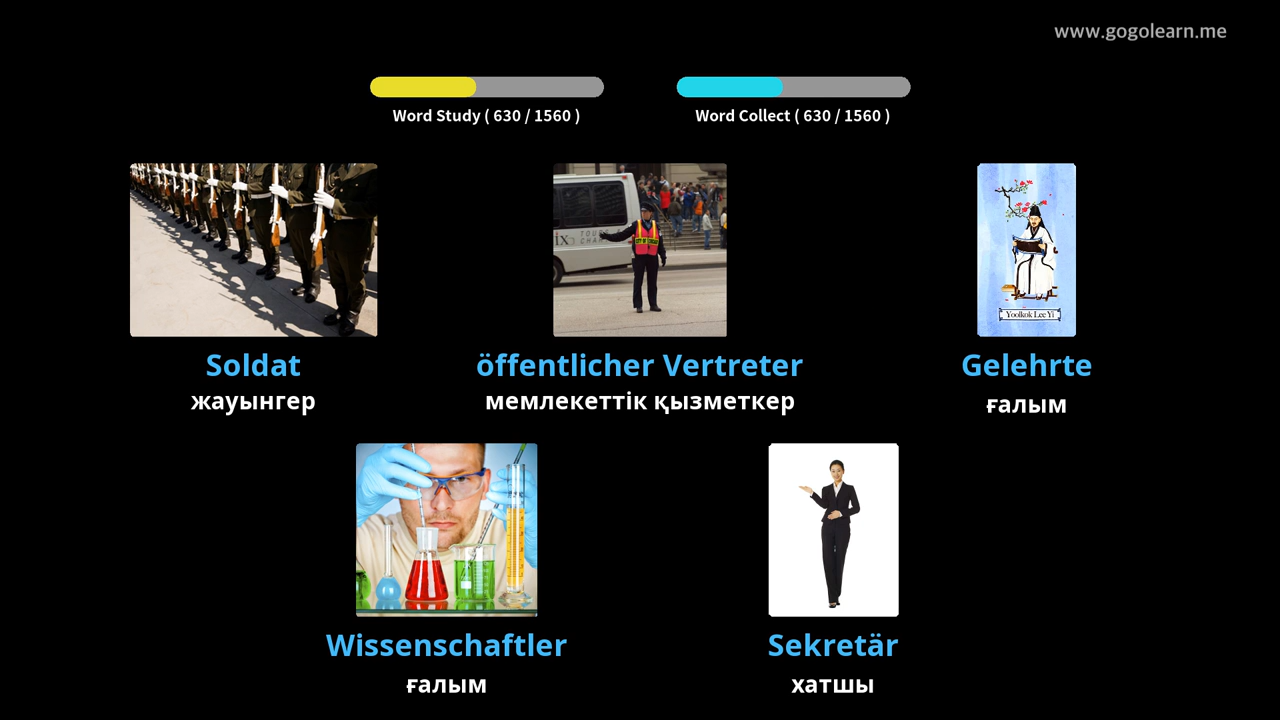 www.gogolearn.me
Word Study ( 630 / 1560 )
Word Collect ( 630 / 1560 )
Yoolkok Lee Yi
Soldat
жауынгер
öffentlicher Vertreter
мемлекеттік қызметкер
Gelehrte
ғалым
Wissenschaftler
ғалым
Sekretär
хатшы